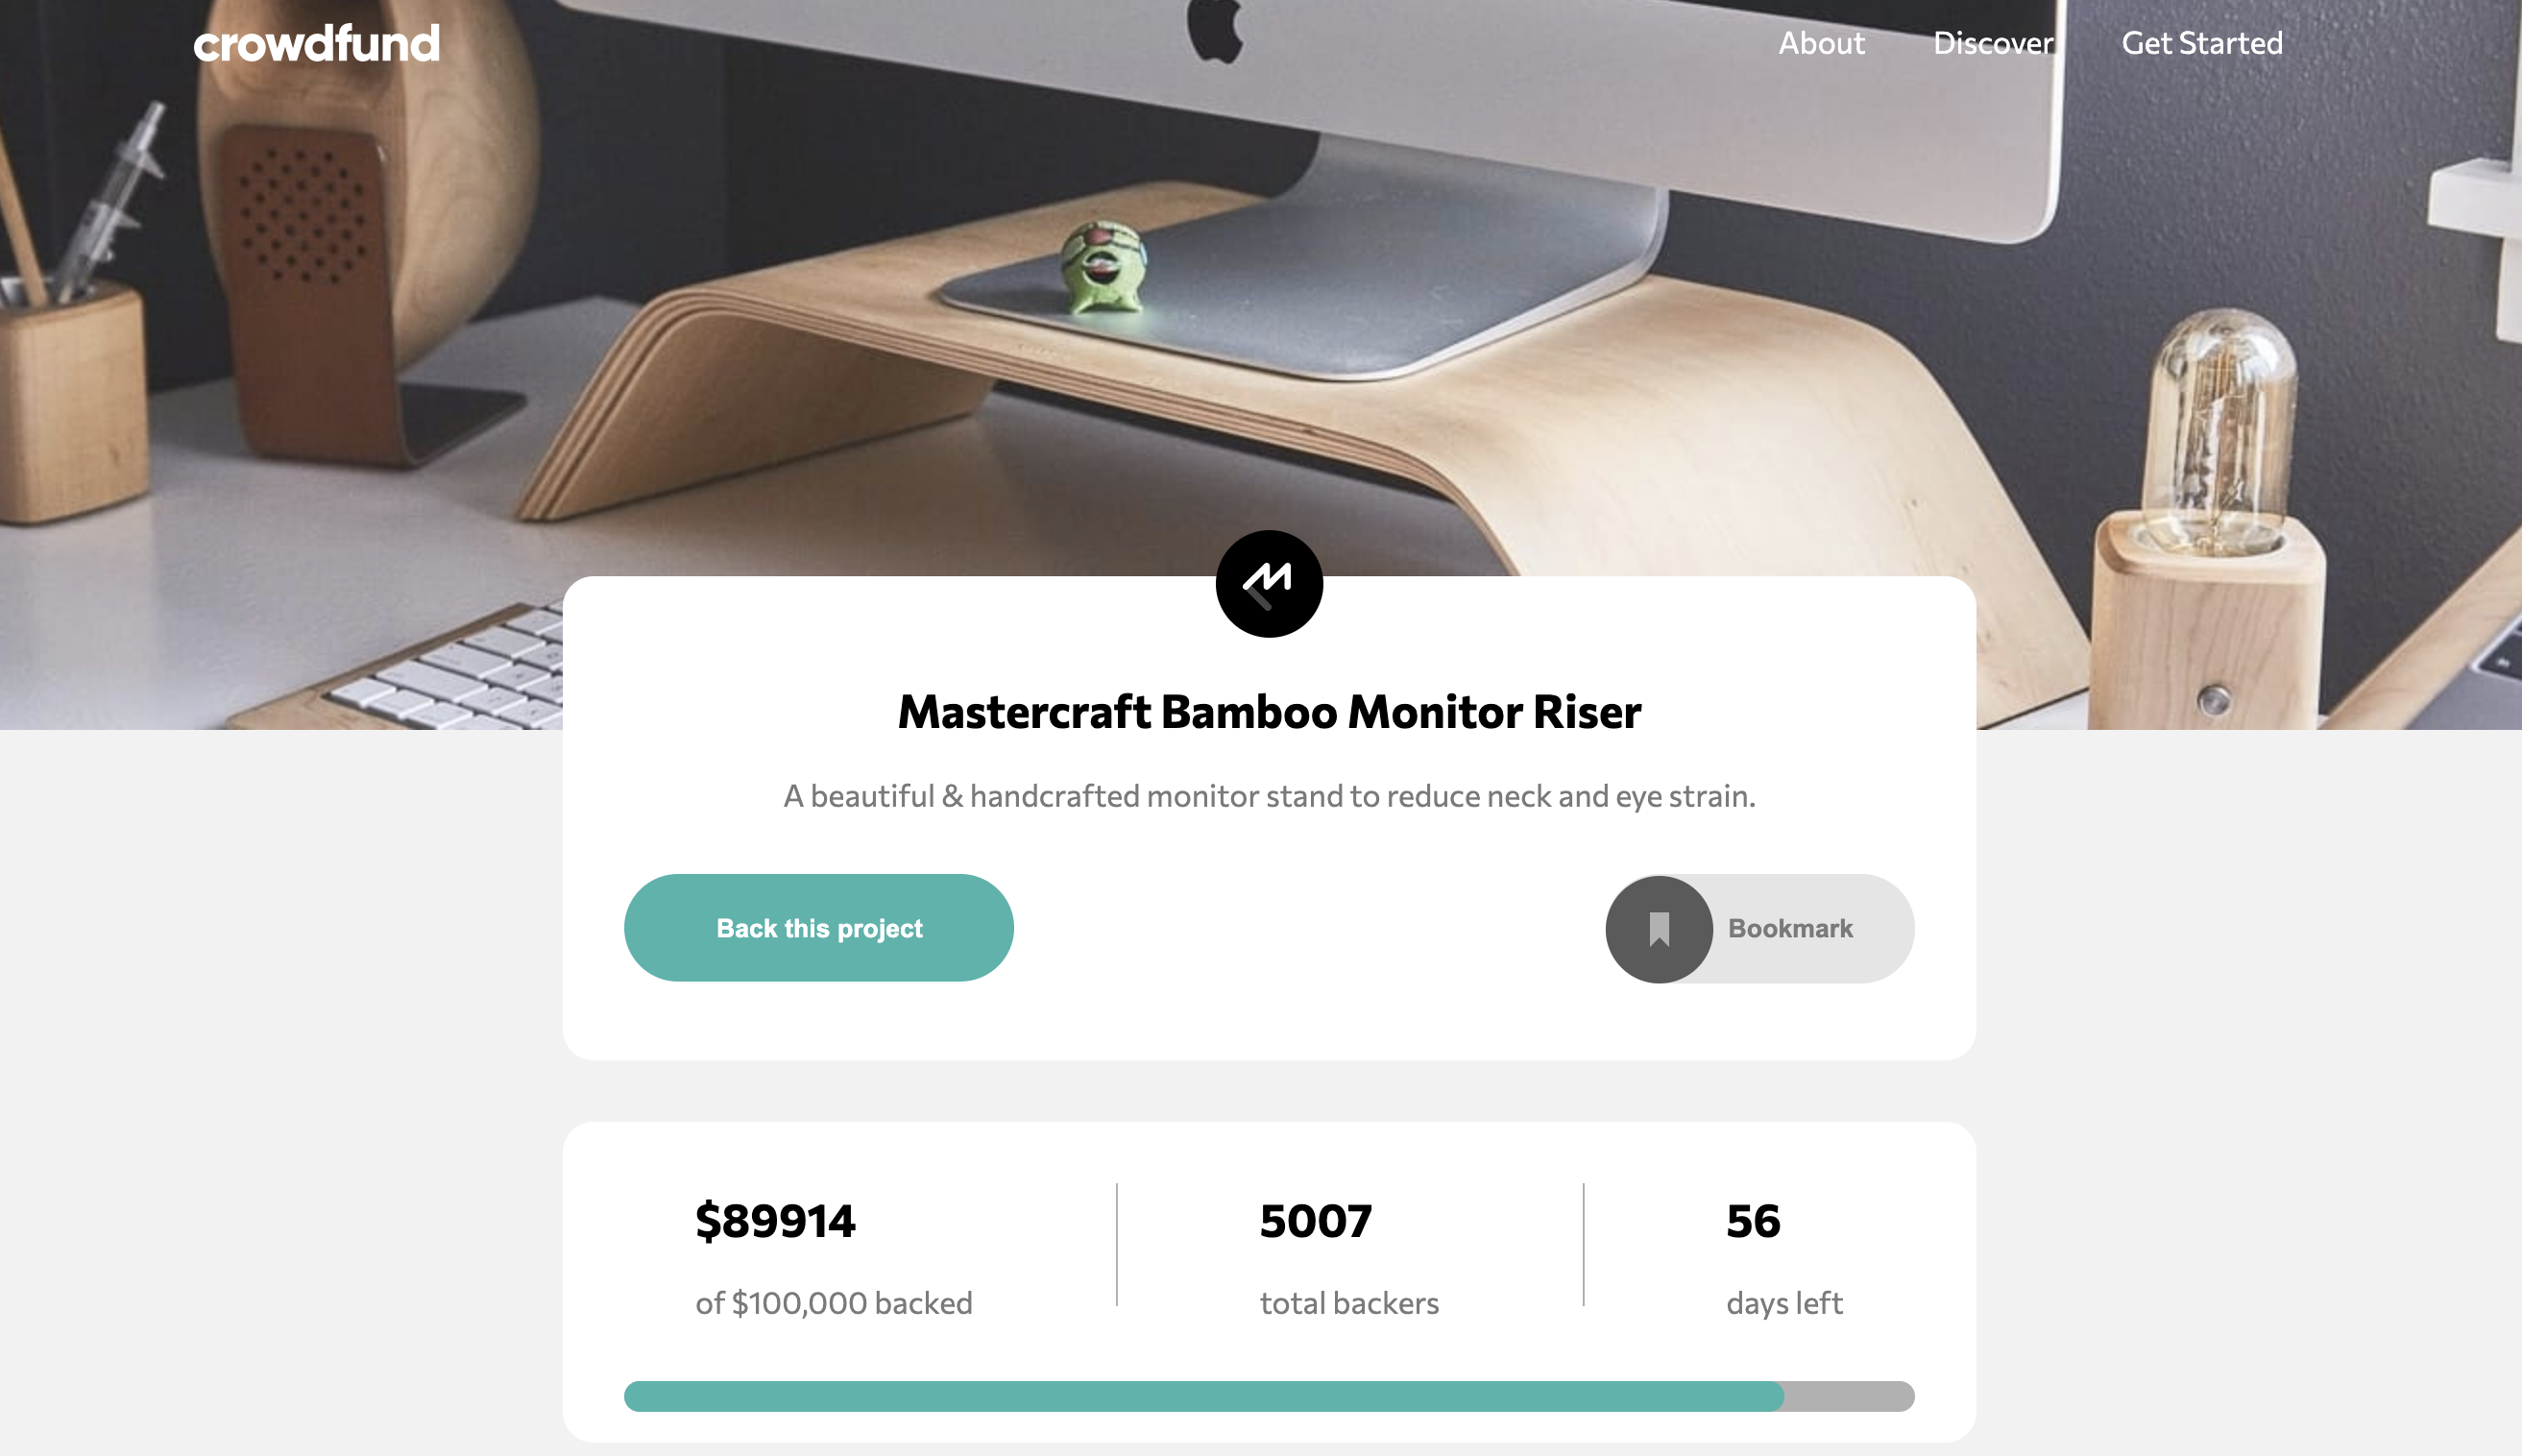 crowdfund
About Discover Get Started
Mastercraft Bamboo Monitor Riser
A beautiful & handcrafted monitor stand to reduce neck and eye strain.
Back this project
Bookmark
$89914
of $100,000 backed
5007
total backers
56
days left